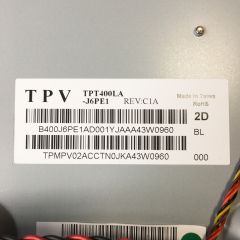 TPV TPT400LA
-J6PE1 REV:C1A
Made in Taiwan
RoHS
2D
B400J6PE1AD001YJAAA43W0960 BL
TPMPV02ACCTN0JKA43W0960 000